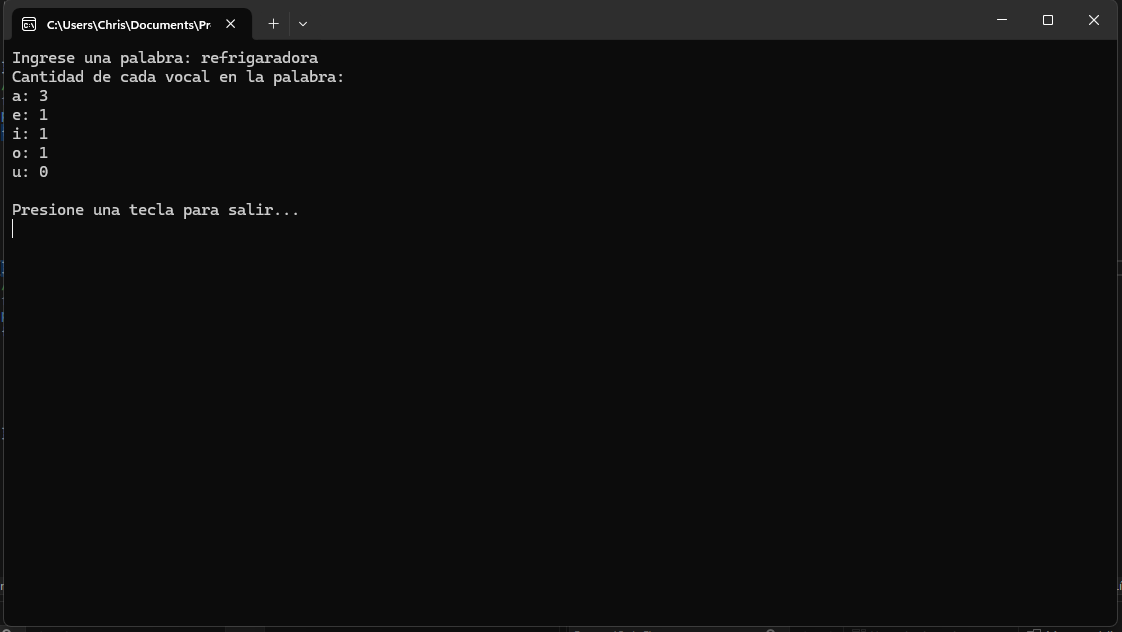 C:\Users\Chris\Documents\Pr
Ingrese una palabra: refrigaradora
Cantidad de cada vocal en la palabra:
a: 3
e: 1
i: 1
o: 1
u: 0
Presione una tecla para salir...